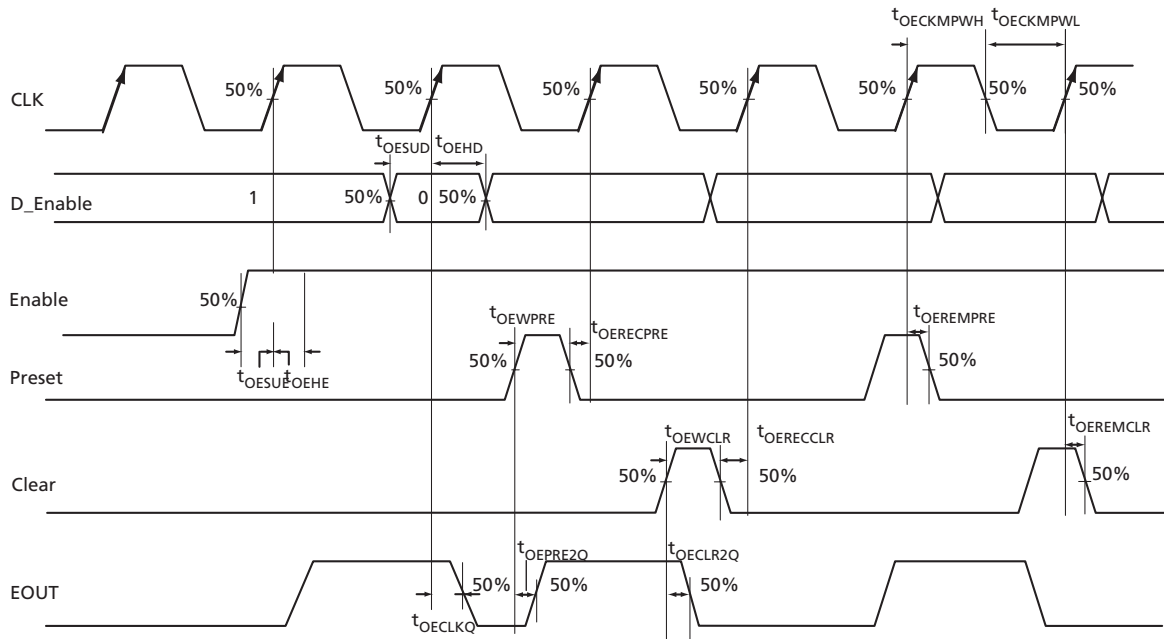 tOECKMPWH tOECKMPWL
CLK 50% 50% 50% 50% 50% 50% 50%
tOESUD tOEHD
D_Enable 1 50% 0 50%
Enable 50%
tOEWPRE tOERECPRE tOEREMPRE
Preset 50% 50% 50%
tOESUE tOEHE
tOEWCLR tOERECCLR tOEREMCLR
Clear 50% 50% 50%
tOEPRE2Q tOECLR2Q
EOUT 50% 50% 50%
tOECLKQ